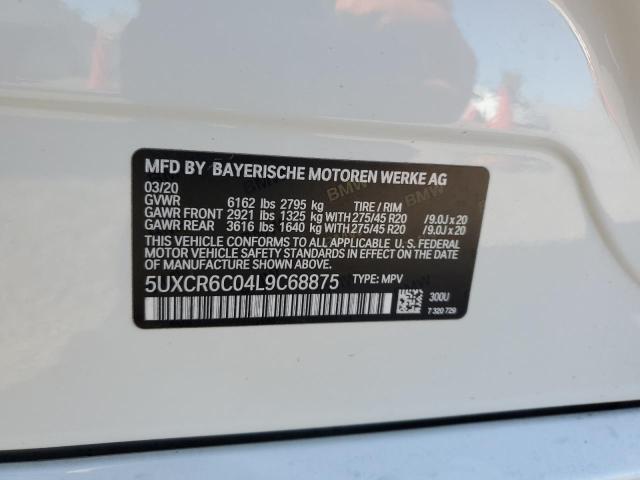 MFD BY BAYERISCHE MOTOREN WERKE AG
03/20
GVWR 6162 lbs 2795 kg TIRE / RIM
GAWR FRONT 2921 lbs 1325 kg WITH 275/45 R20 /9.0J x 20
GAWR REAR 3616 lbs 1640 kg WITH 275/45 R20 /9.0J x 20
THIS VEHICLE CONFORMS TO ALL APPLICABLE U. S. FEDERAL
MOTOR VEHICLE SAFETY STANDARDS IN EFFECT ON THE DATE
OF MANUFACTURE SHOWN ABOVE.
5UXCR6C04L9C68875 TYPE: MPV
300U
7 320 729